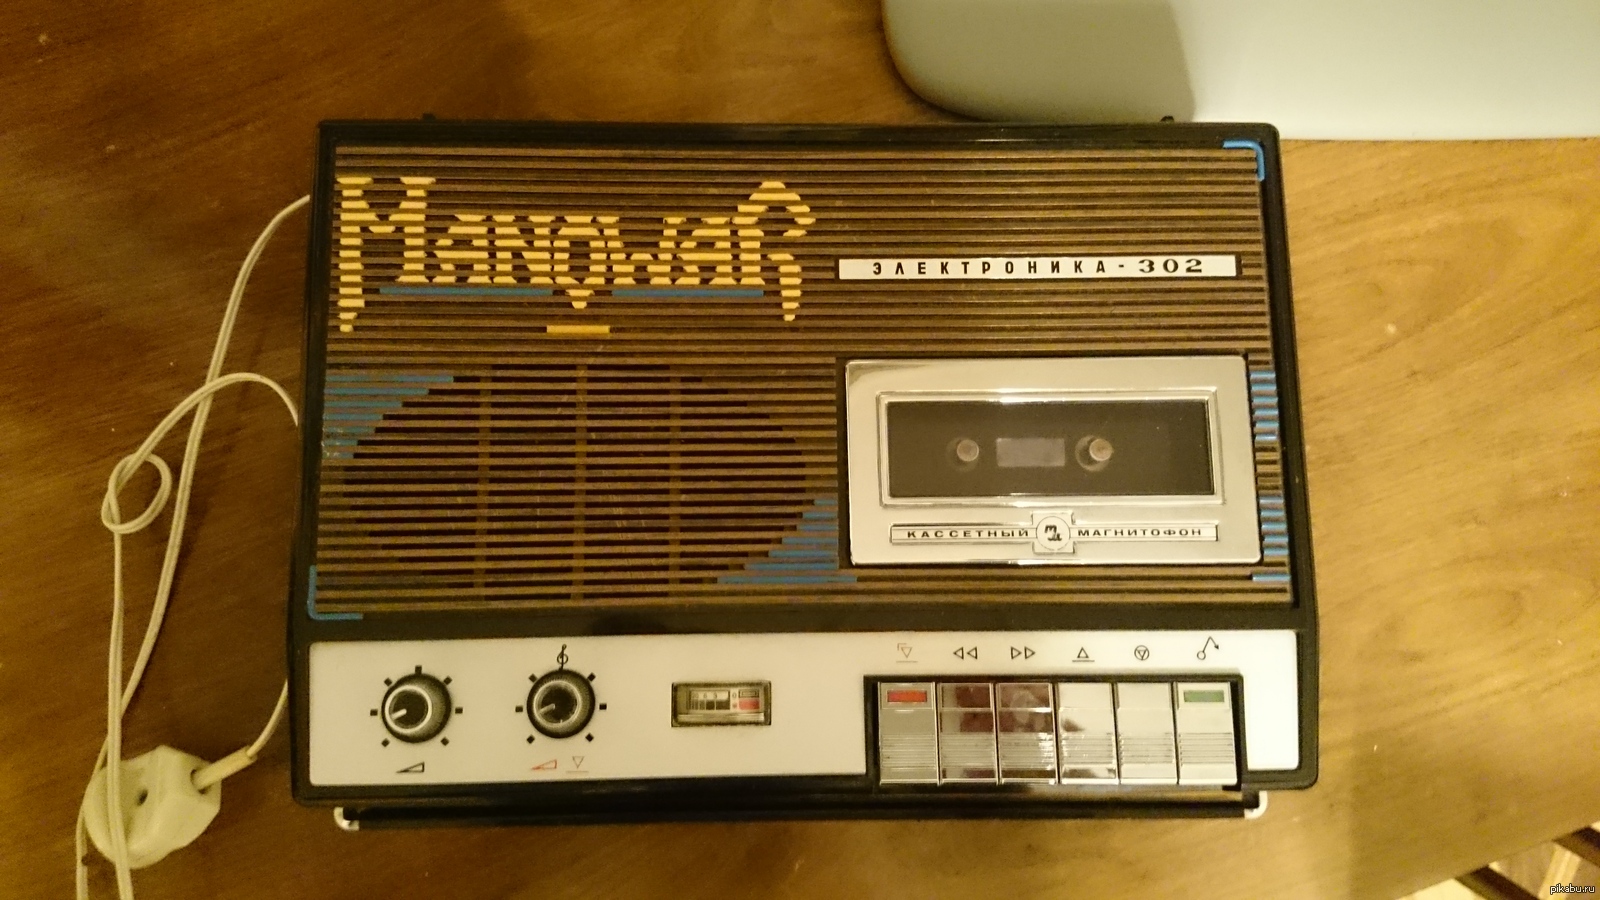 MANOWAR
ЭЛЕКТРОНИКА-302
КАССЕТНЫЙ МАГНИТОФОН
pikabu.ru